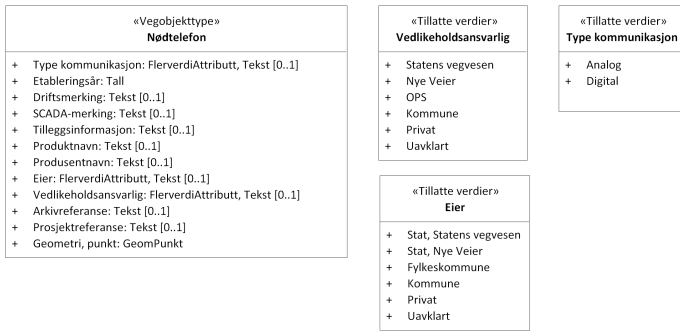 «Vegobjekttype»
Nødtelefon
+ Type kommunikasjon: FlerverdiAttributt, Tekst [0..1]
+ Etableringsår: Tall
+ Driftsmerking: Tekst [0..1]
+ SCADA-merking: Tekst [0..1]
+ Tilleggsinformasjon: Tekst [0..1]
+ Produktnavn: Tekst [0..1]
+ Produsentnavn: Tekst [0..1]
+ Eier: FlerverdiAttributt, Tekst [0..1]
+ Vedlikeholdsansvarlig: FlerverdiAttributt, Tekst [0..1]
+ Arkivreferanse: Tekst [0..1]
+ Prosjektreferanse: Tekst [0..1]
+ Geometri, punkt: GeomPunkt
«Tillatte verdier»
Vedlikeholdsansvarlig
+ Statens vegvesen
+ Nye Veier
+ OPS
+ Kommune
+ Privat
+ Uavklart
«Tillatte verdier»
Type kommunikasjon
+ Analog
+ Digital
«Tillatte verdier»
Eier
+ Stat, Statens vegvesen
+ Stat, Nye Veier
+ Fylkeskommune
+ Kommune
+ Privat
+ Uavklart